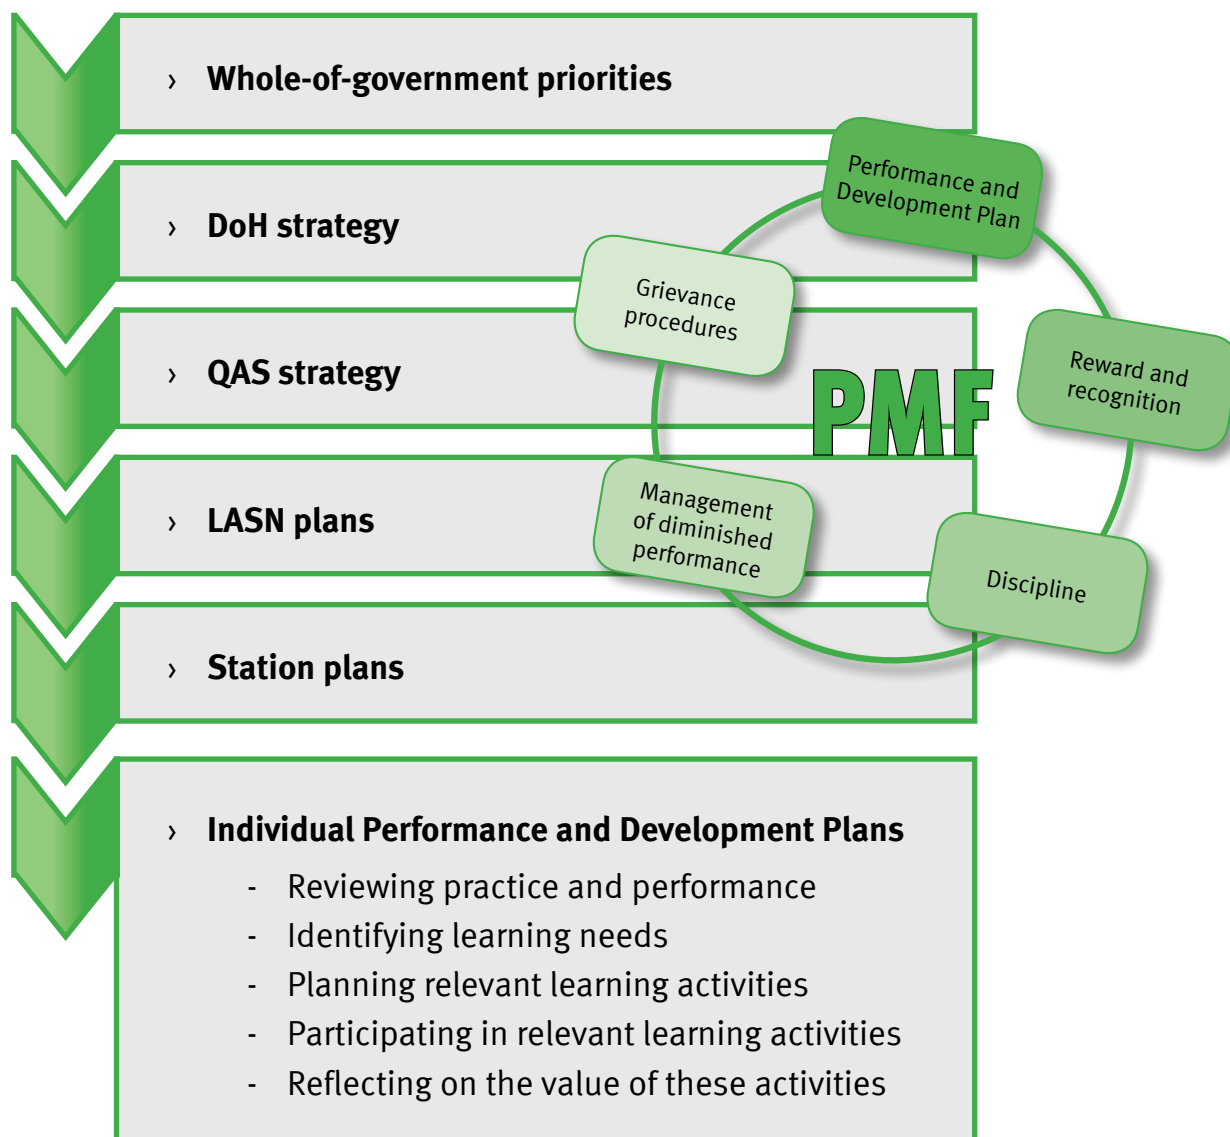 › Whole-of-government priorities
› DoH strategy
› QAS strategy
› LASN plans
› Station plans
› Individual Performance and Development Plans
- Reviewing practice and performance
- Identifying learning needs
- Planning relevant learning activities
- Participating in relevant learning activities
- Reflecting on the value of these activities
PMF
Performance and
Development Plan
Reward and
recognition
Discipline
Management
of diminished
performance
Grievance
procedures